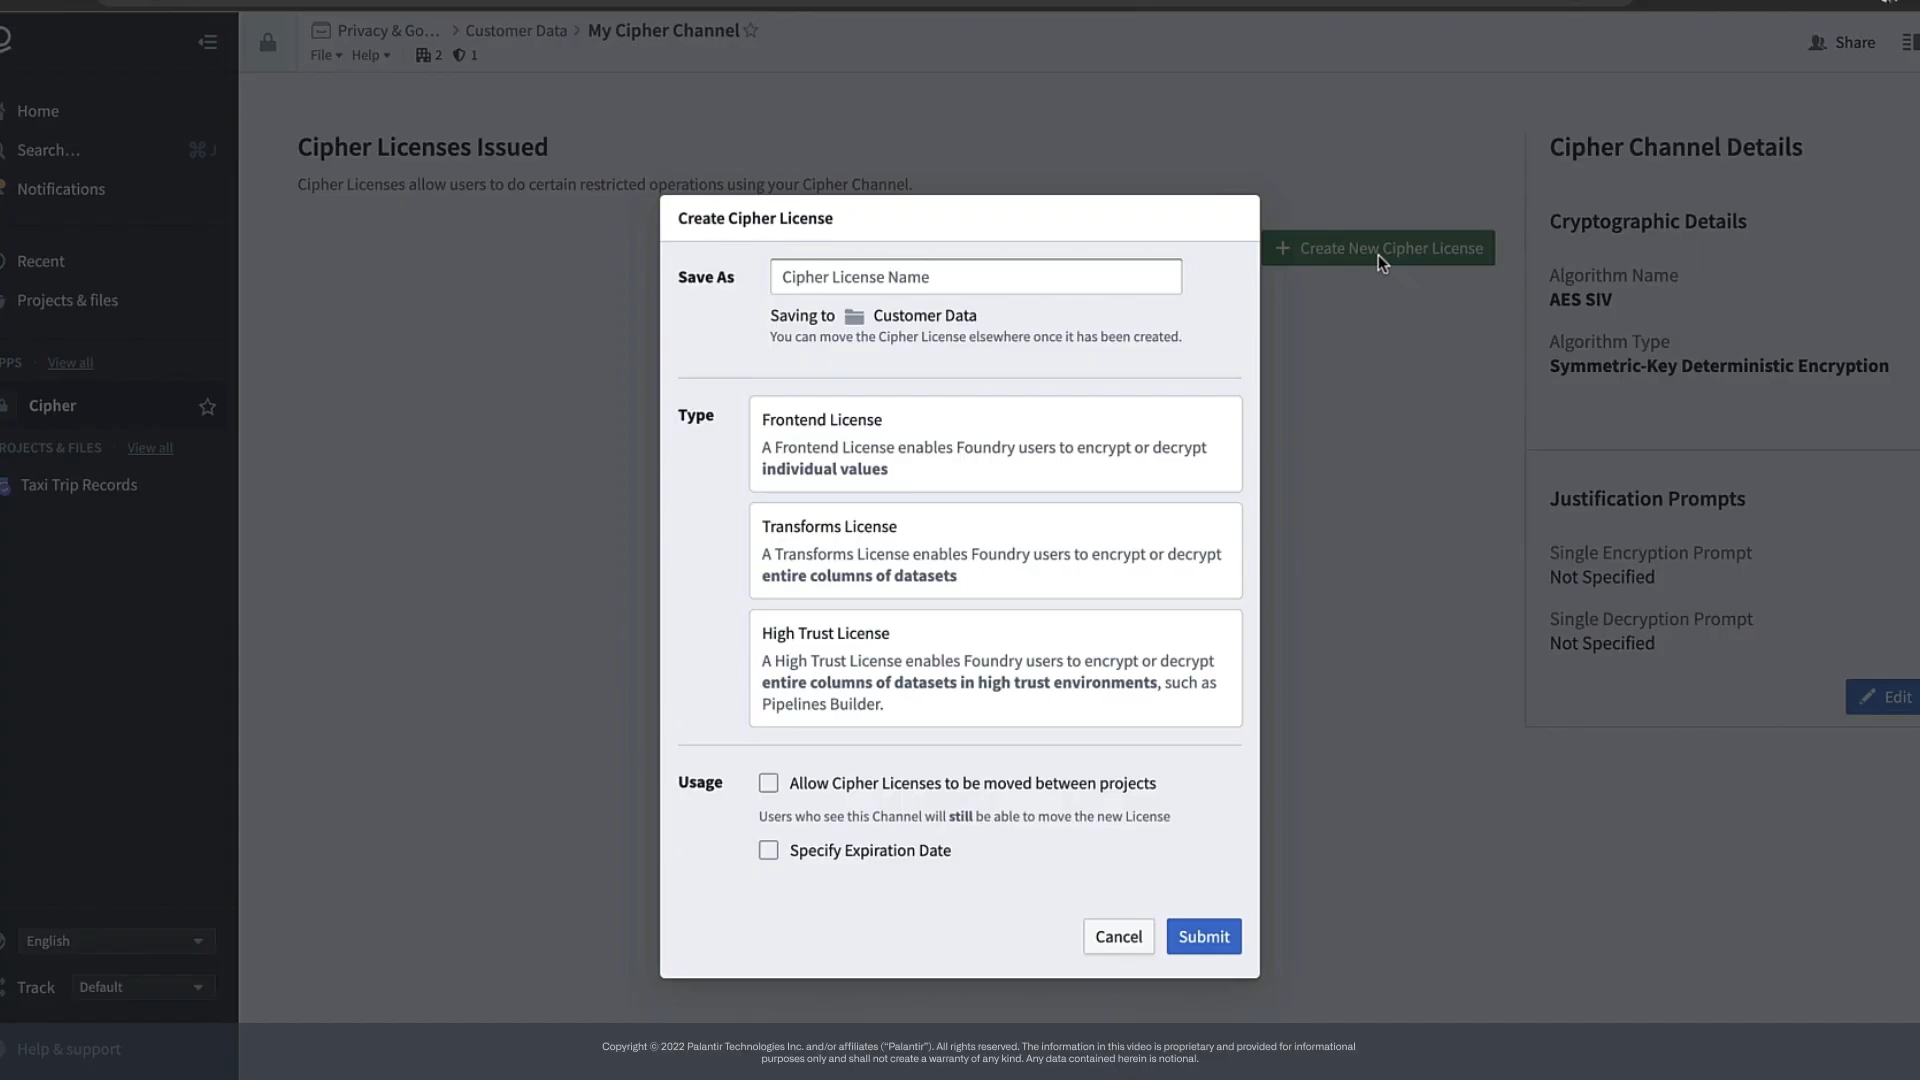 Privacy & Go... > Customer Data > My Cipher Channel
File Help 2 1
Share
Home
Search... ⌘ J
Notifications
Recent
Projects & files
PPS · View all
Cipher
ROJECTS & FILES · View all
Taxi Trip Records
English
Track Default
Help & support
Cipher Licenses Issued
Cipher Licenses allow users to do certain restricted operations using your Cipher Channel.
+ Create New Cipher License
Create Cipher License
Save As Cipher License Name
Saving to Customer Data
You can move the Cipher License elsewhere once it has been created.
Type
Frontend License
A Frontend License enables Foundry users to encrypt or decrypt
individual values
Transforms License
A Transforms License enables Foundry users to encrypt or decrypt
entire columns of datasets
High Trust License
A High Trust License enables Foundry users to encrypt or decrypt
entire columns of datasets in high trust environments, such as
Pipelines Builder.
Usage Allow Cipher Licenses to be moved between projects
Users who see this Channel will still be able to move the new License
Specify Expiration Date
Cancel Submit
Cipher Channel Details
Cryptographic Details
Algorithm Name
AES SIV
Algorithm Type
Symmetric-Key Deterministic Encryption
Justification Prompts
Single Encryption Prompt
Not Specified
Single Decryption Prompt
Not Specified
Edit
Copyright © 2022 Palantir Technologies Inc. and/or affiliates (“Palantir”). All rights reserved. The information in this video is proprietary and provided for informational
purposes only and shall not create a warranty of any kind. Any data contained herein is notional.